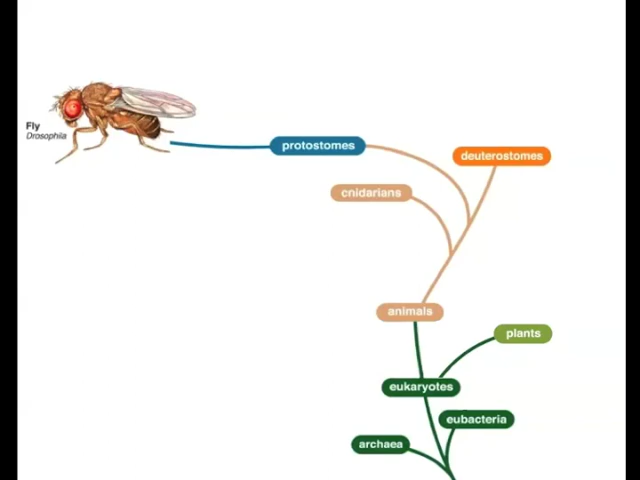 Fly
Drosophila
protostomes
deuterostomes
cnidarians
animals
plants
eukaryotes
eubacteria
archaea